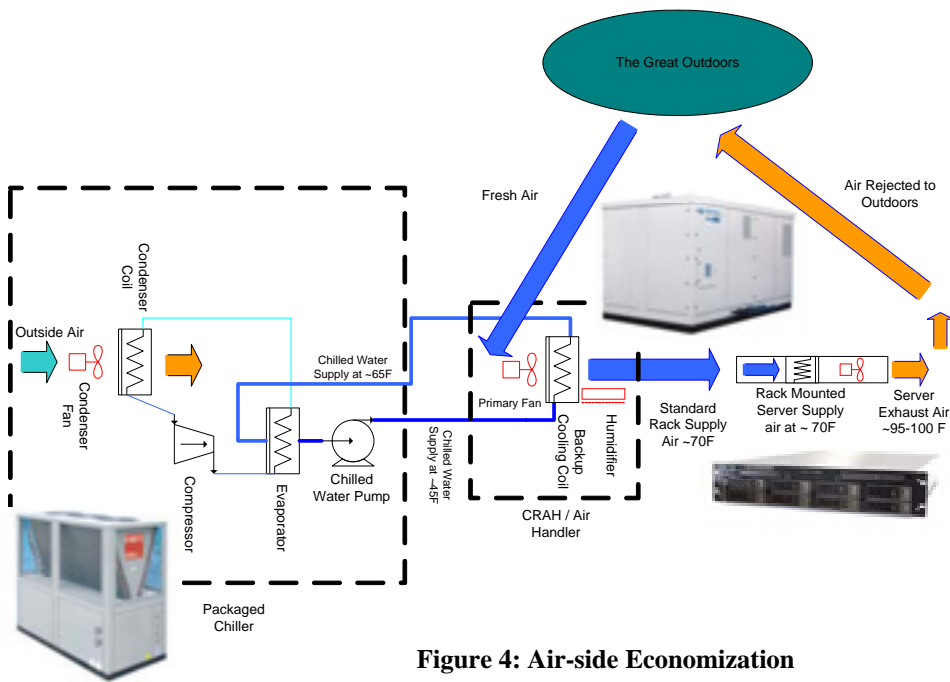 The Great Outdoors
Fresh Air
Air Rejected to
Outdoors
Condenser
Coil
Outside Air
Condenser
Fan
Chilled Water
Supply at ~65F
Primary Fan
Backup
Cooling Coil
Humidifier
Standard
Rack Supply
Air ~70F
Rack Mounted
Server Supply
air at ~ 70F
Server
Exhaust Air
~95-100 F
Compressor
Evaporator
Chilled
Water Pump
Chilled Water
Supply at ~45F
CRAH / Air
Handler
Packaged
Chiller
Figure 4: Air-side Economization